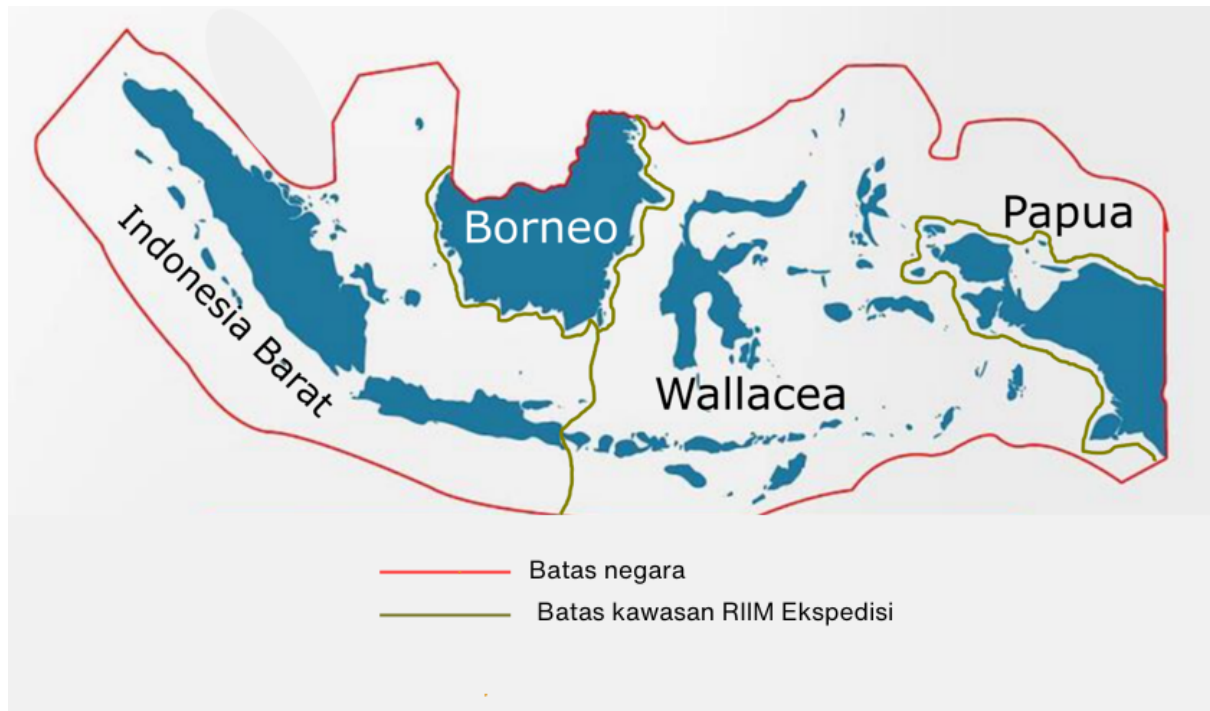 Papua
Borneo
Indonesia Barat
Wallacea
Batas negara
Batas kawasan RIIM Ekspedisi